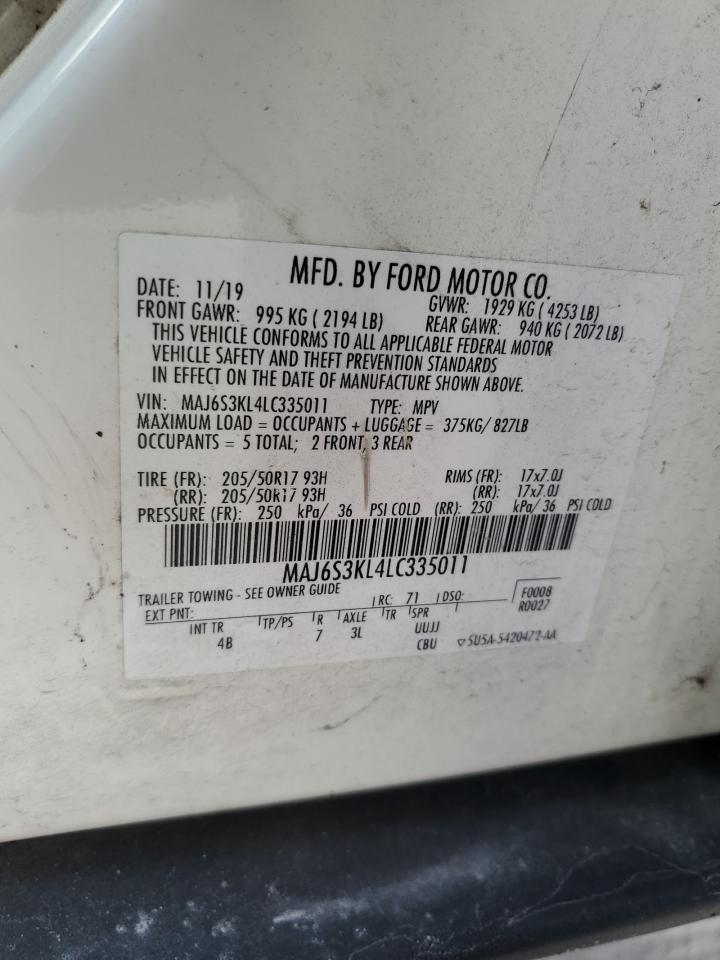 MFD. BY FORD MOTOR CO.
DATE: 11/19 GVWR: 1929 KG ( 4253 LB)
FRONT GAWR: 995 KG ( 2194 LB) REAR GAWR: 940 KG ( 2072 LB)
THIS VEHICLE CONFORMS TO ALL APPLICABLE FEDERAL MOTOR
VEHICLE SAFETY AND THEFT PREVENTION STANDARDS
IN EFFECT ON THE DATE OF MANUFACTURE SHOWN ABOVE.
VIN: MAJ6S3KL4LC335011 TYPE: MPV
MAXIMUM LOAD = OCCUPANTS + LUGGAGE = 375KG/ 827LB
OCCUPANTS = 5 TOTAL; 2 FRONT, 3 REAR
TIRE (FR): 205/50R17 93H RIMS (FR): 17x7.0J
(RR): 205/50R17 93H (RR): 17x7.0J
PRESSURE (FR): 250 kPa/ 36 PSI COLD (RR): 250 kPa/ 36 PSI COLD
MAJ6S3KL4LC335011
TRAILER TOWING - SEE OWNER GUIDE
EXT PNT: RC: 71 DSO: F0008
R0027
INT TR TP/PS R AXLE TR SPR
4B 7 3L UUJJ
CBU 5U5A-5420472-AA